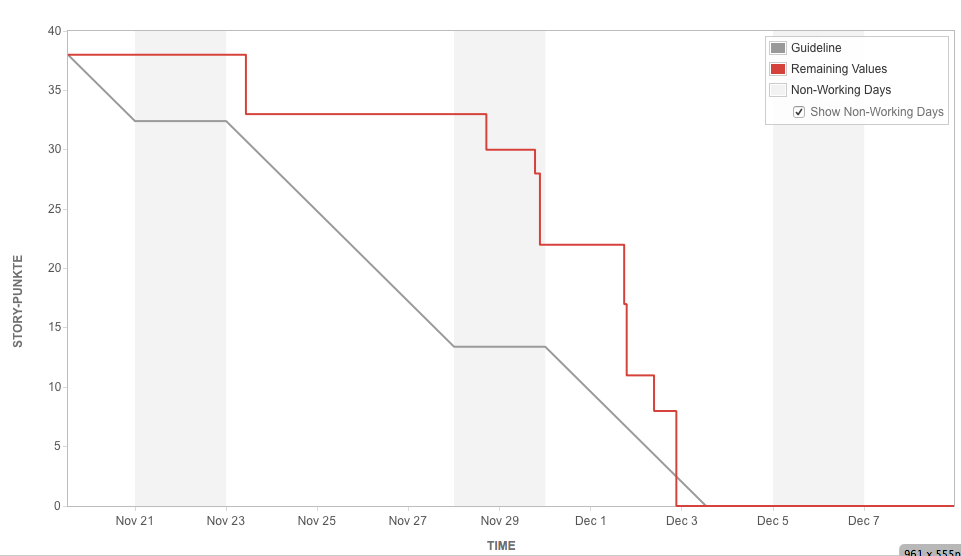 40
35
30
25
20
15
10
5
0
STORY-PUNKTE
Guideline
Remaining Values
Non-Working Days
Show Non-Working Days
Nov 21 Nov 23 Nov 25 Nov 27 Nov 29 Dec 1 Dec 3 Dec 5 Dec 7
TIME
961 x 555